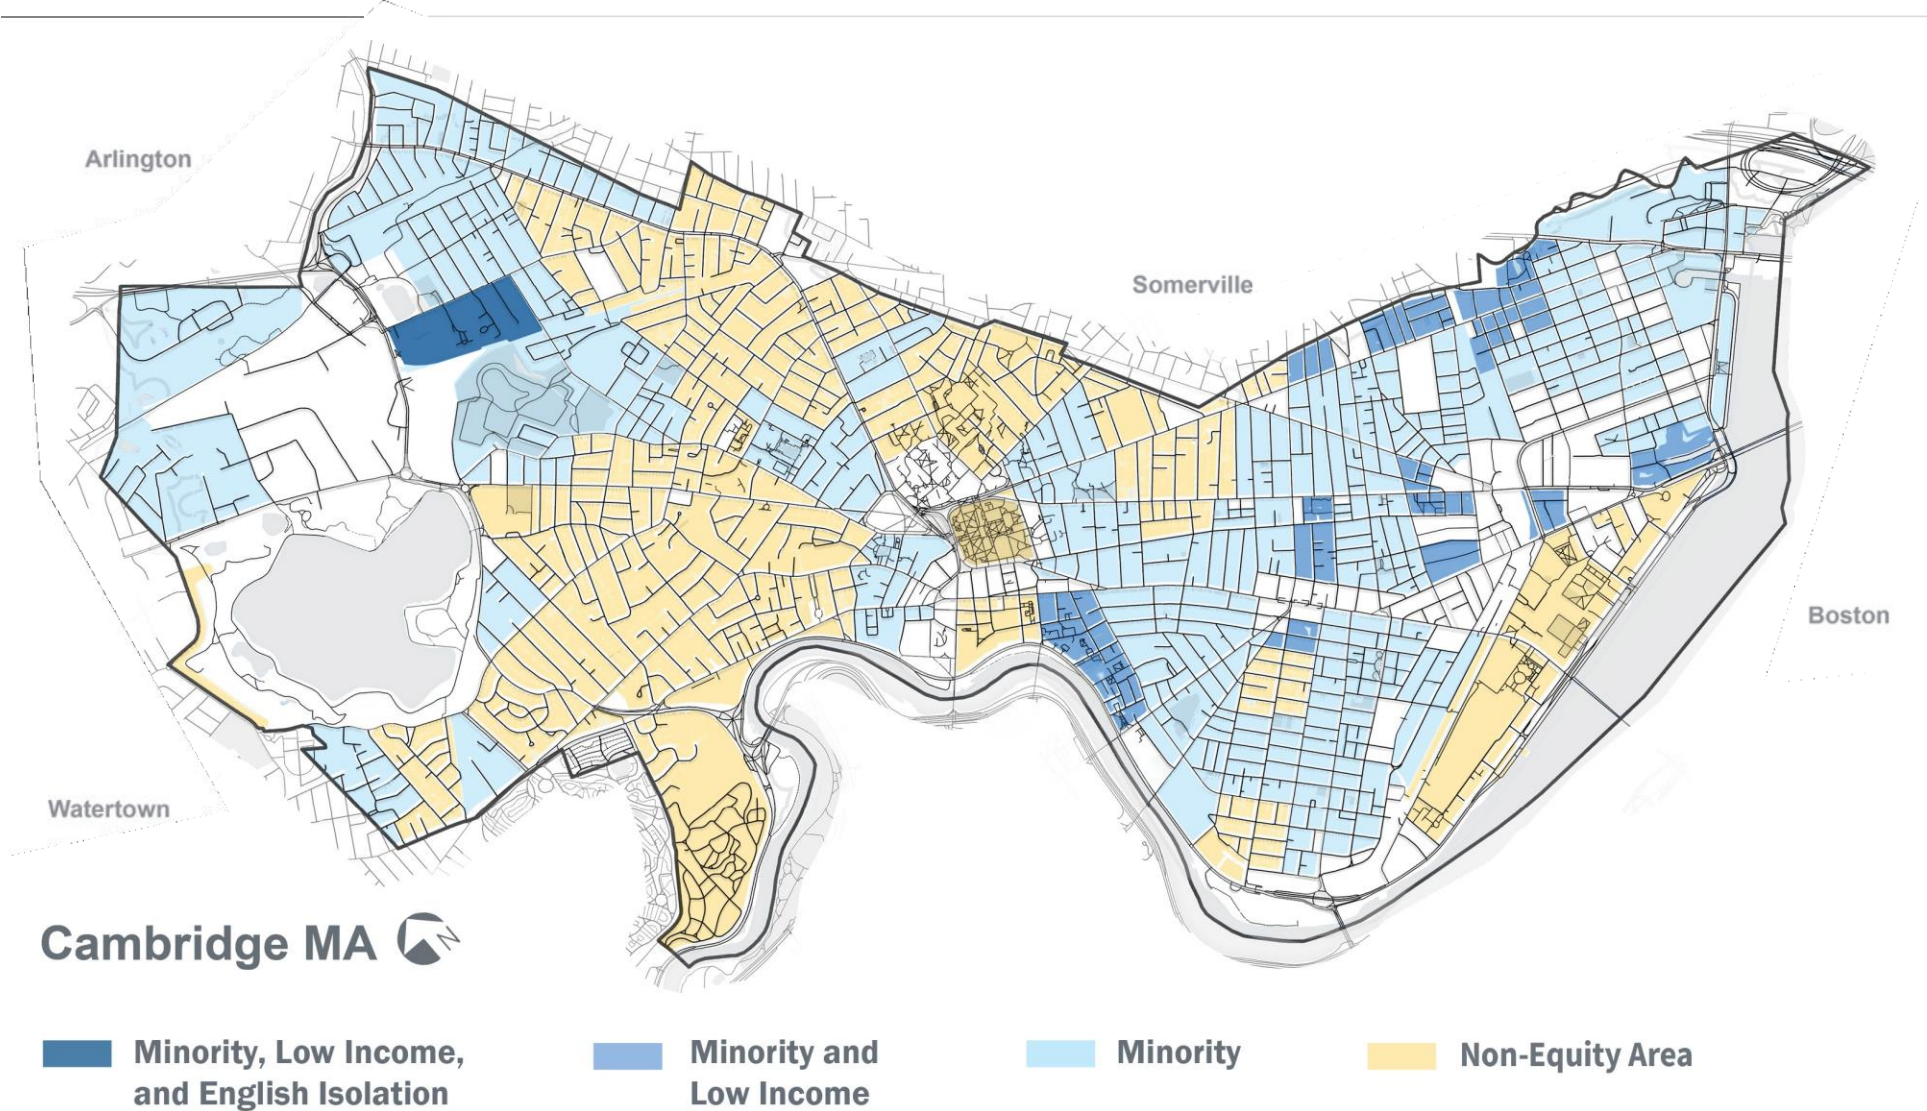 Arlington
Somerville
Boston
Watertown
Cambridge MA
N
Minority, Low Income,
and English Isolation
Minority and
Low Income
Minority
Non-Equity Area